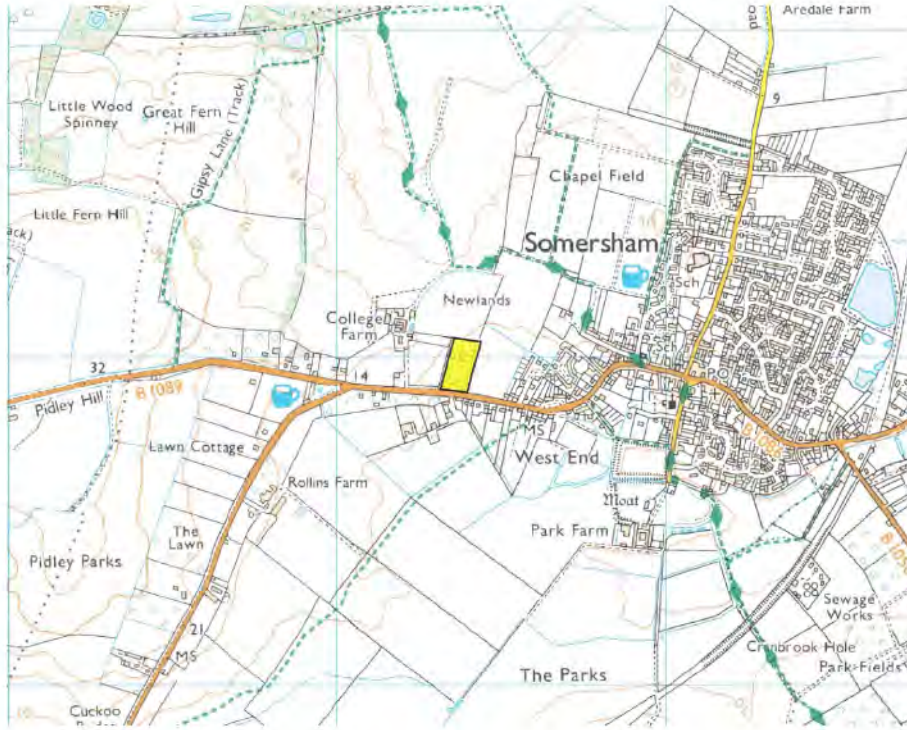 Aredale Farm
oad
9
Little Wood
Spinney
Great Fern
Hill
Gipsy Lane (Track)
Chapel Field
Little Fern Hill
Somersham
Sch
Newlands
College
Farm
PO
32
14
B 1089
Pidley Hill
B 1086
MS
Lawn Cottage
West End
Rollins Farm
Moat
The
Lawn
Park Farm
Pidley Parks
B 1050
Sewage
Works
21
MS
Cranbrook Hole
Park Fields
The Parks
Cuckoo